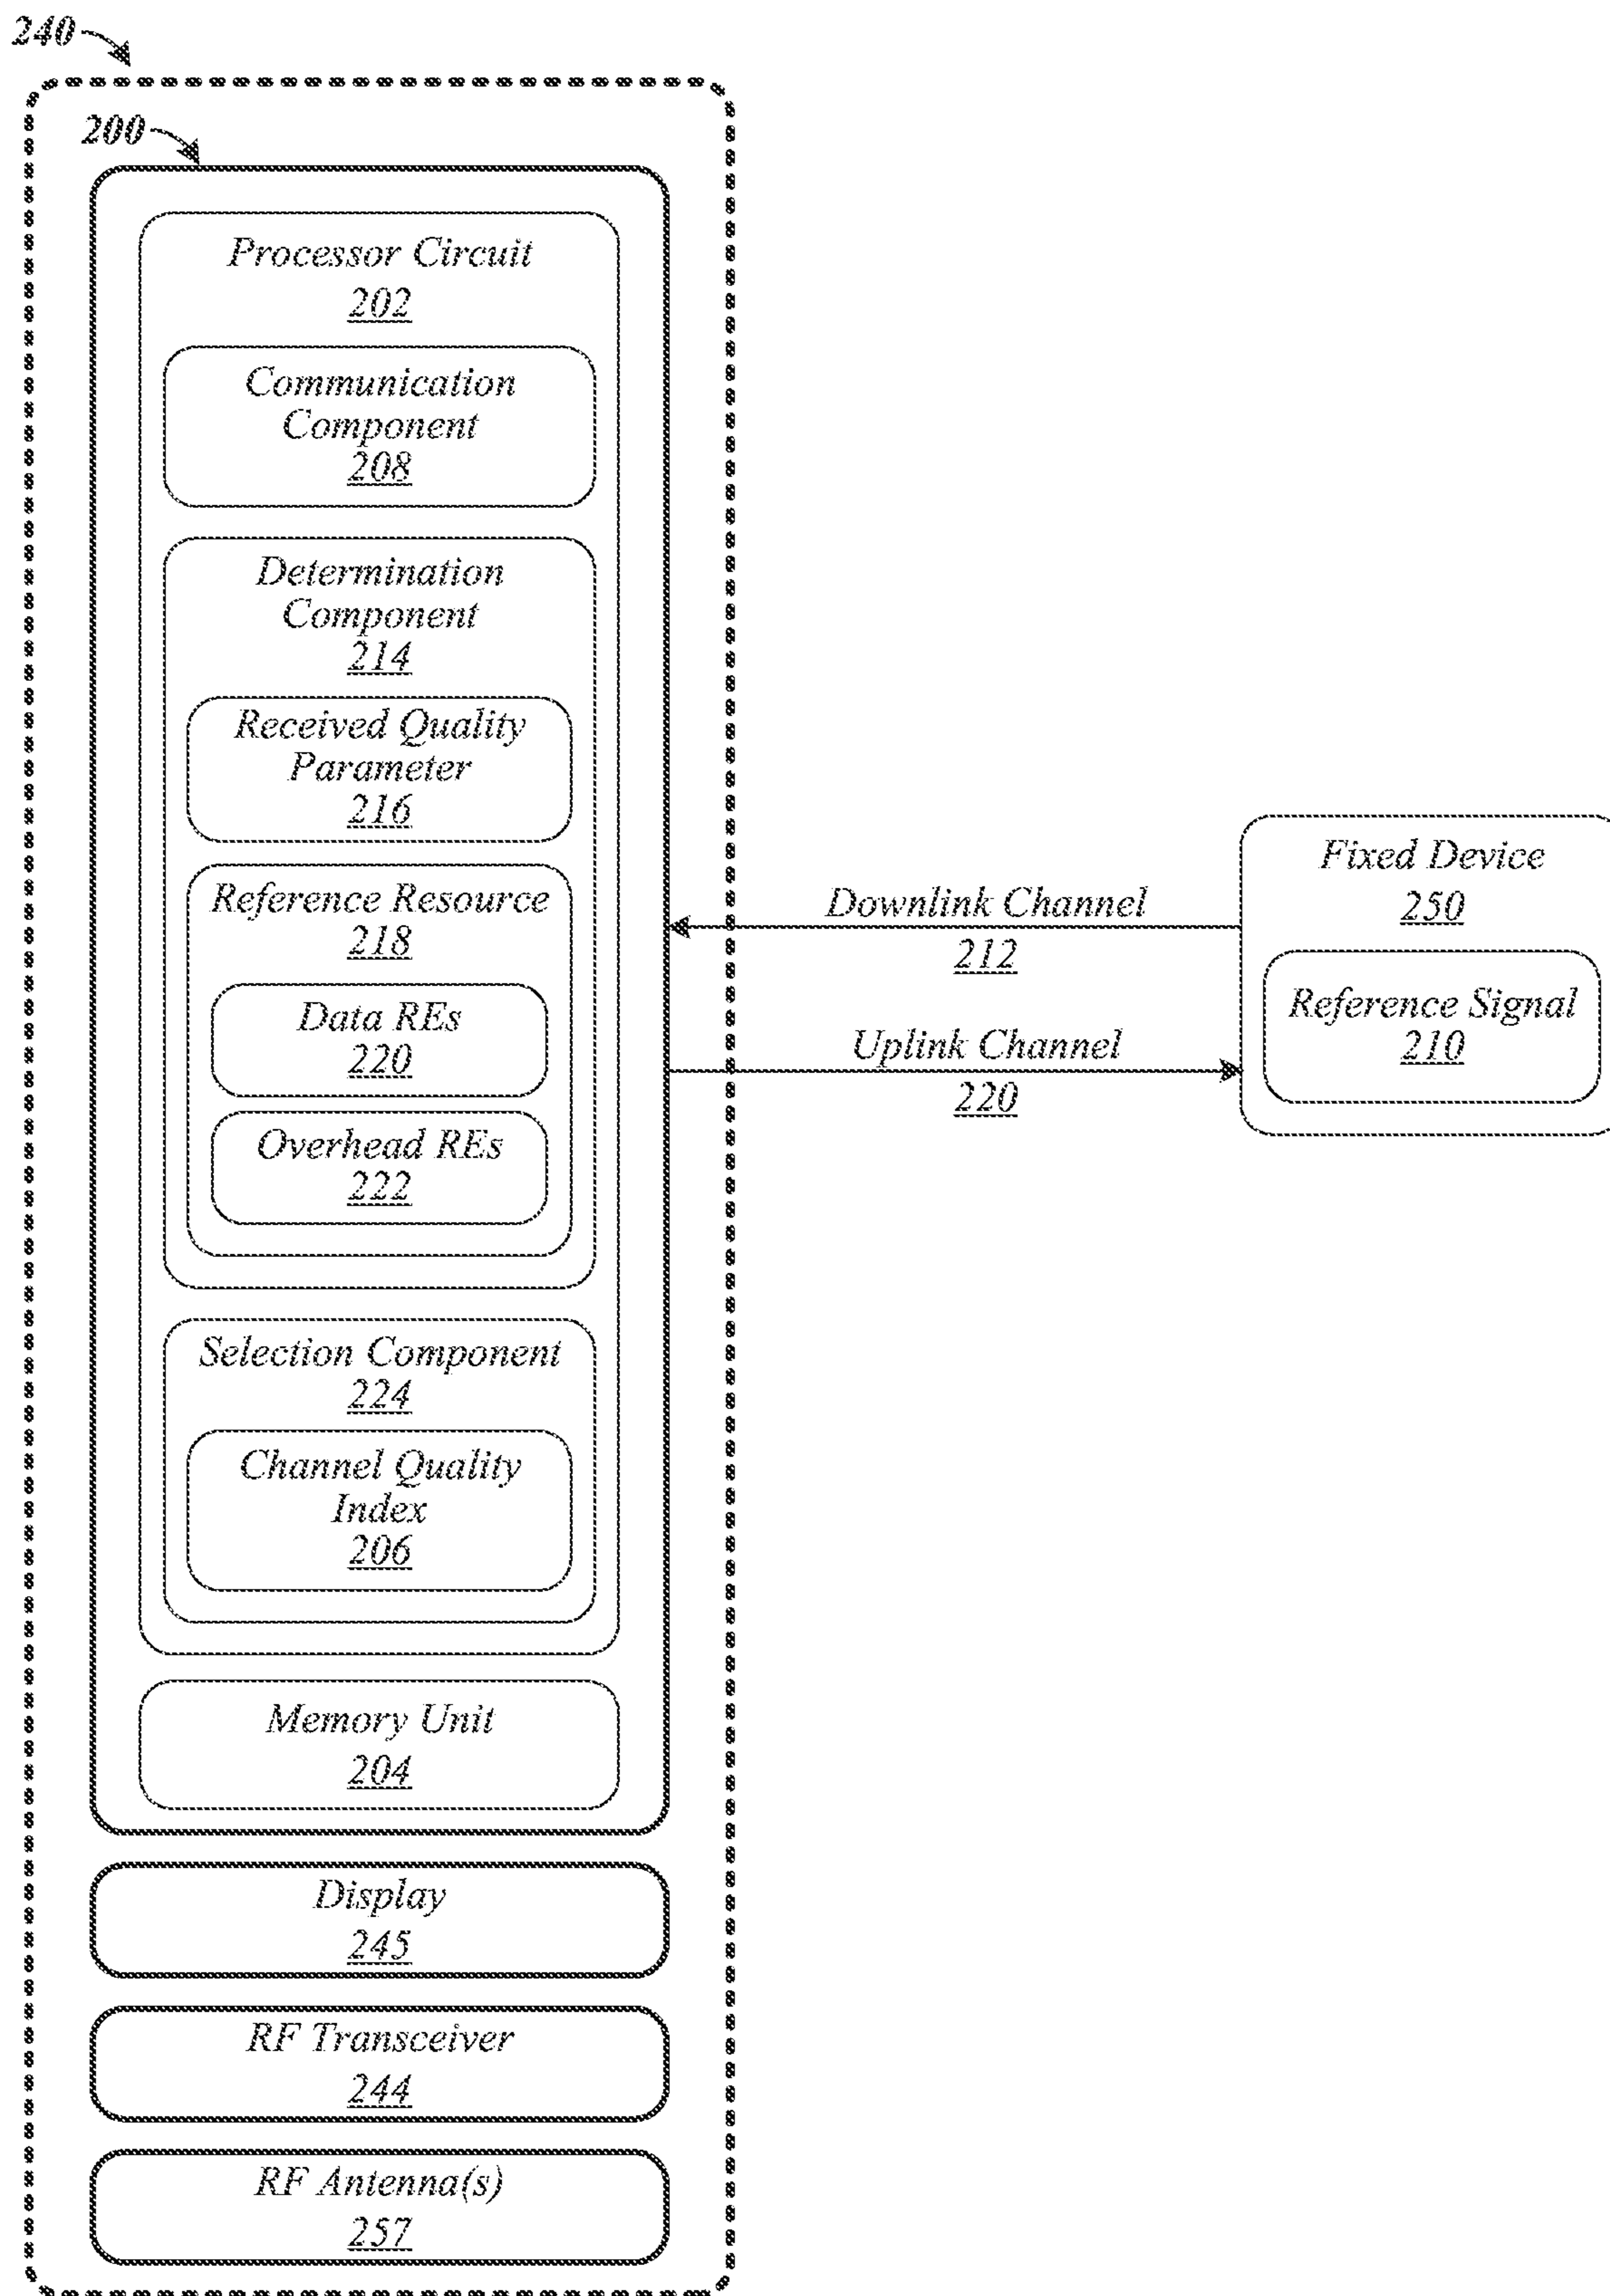 240
200
Processor Circuit
202
Communication
Component
208
Determination
Component
214
Received Quality
Parameter
216
Reference Resource
218
Data REs
220
Overhead REs
222
Selection Component
224
Channel Quality
Index
206
Memory Unit
204
Display
245
RF Transceiver
244
RF Antenna(s)
257
Downlink Channel
212
Uplink Channel
220
Fixed Device
250
Reference Signal
210